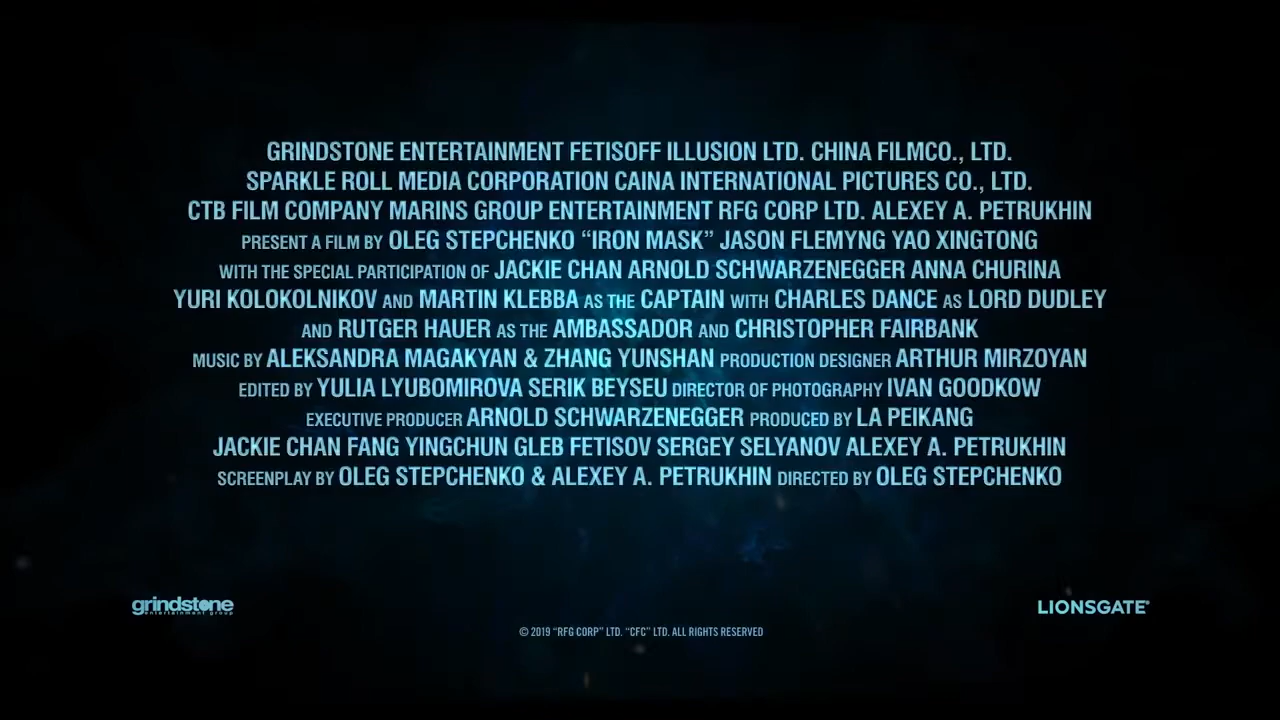 GRINDSTONE ENTERTAINMENT FETISOFF ILLUSION LTD. CHINA FILMCO., LTD.
SPARKLE ROLL MEDIA CORPORATION CAINA INTERNATIONAL PICTURES CO., LTD.
CTB FILM COMPANY MARINS GROUP ENTERTAINMENT RFG CORP LTD. ALEXEY A. PETRUKHIN
PRESENT A FILM BY OLEG STEPCHENKO “IRON MASK” JASON FLEMYNG YAO XINGTONG
WITH THE SPECIAL PARTICIPATION OF JACKIE CHAN ARNOLD SCHWARZENEGGER ANNA CHURINA
YURI KOLOKOLNIKOV AND MARTIN KLEBBA AS THE CAPTAIN WITH CHARLES DANCE AS LORD DUDLEY
AND RUTGER HAUER AS THE AMBASSADOR AND CHRISTOPHER FAIRBANK
MUSIC BY ALEKSANDRA MAGAKYAN & ZHANG YUNSHAN PRODUCTION DESIGNER ARTHUR MIRZOYAN
EDITED BY YULIA LYUBOMIROVA SERIK BEYSEU DIRECTOR OF PHOTOGRAPHY IVAN GOODKOW
EXECUTIVE PRODUCER ARNOLD SCHWARZENEGGER PRODUCED BY LA PEIKANG
JACKIE CHAN FANG YINGCHUN GLEB FETISOV SERGEY SELYANOV ALEXEY A. PETRUKHIN
SCREENPLAY BY OLEG STEPCHENKO & ALEXEY A. PETRUKHIN DIRECTED BY OLEG STEPCHENKO
grindstone
entertainment group
LIONSGATE®
© 2019 “RFG CORP” LTD. “CFC” LTD. ALL RIGHTS RESERVED